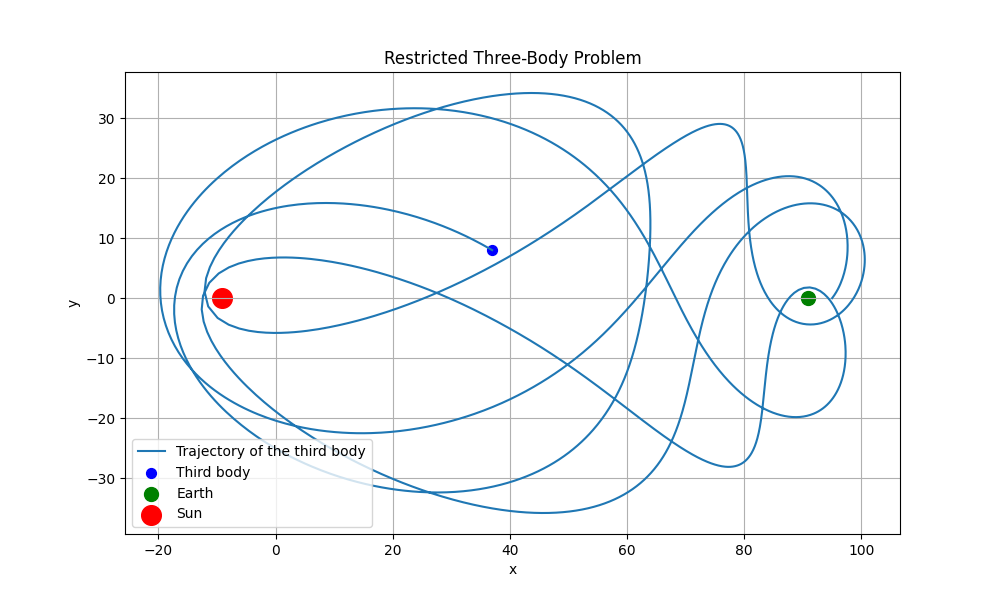 Restricted Three-Body Problem
30
20
10
0
−10
−20
−30
y
Trajectory of the third body
Third body
Earth
Sun
−20 0 20 40 60 80 100
x